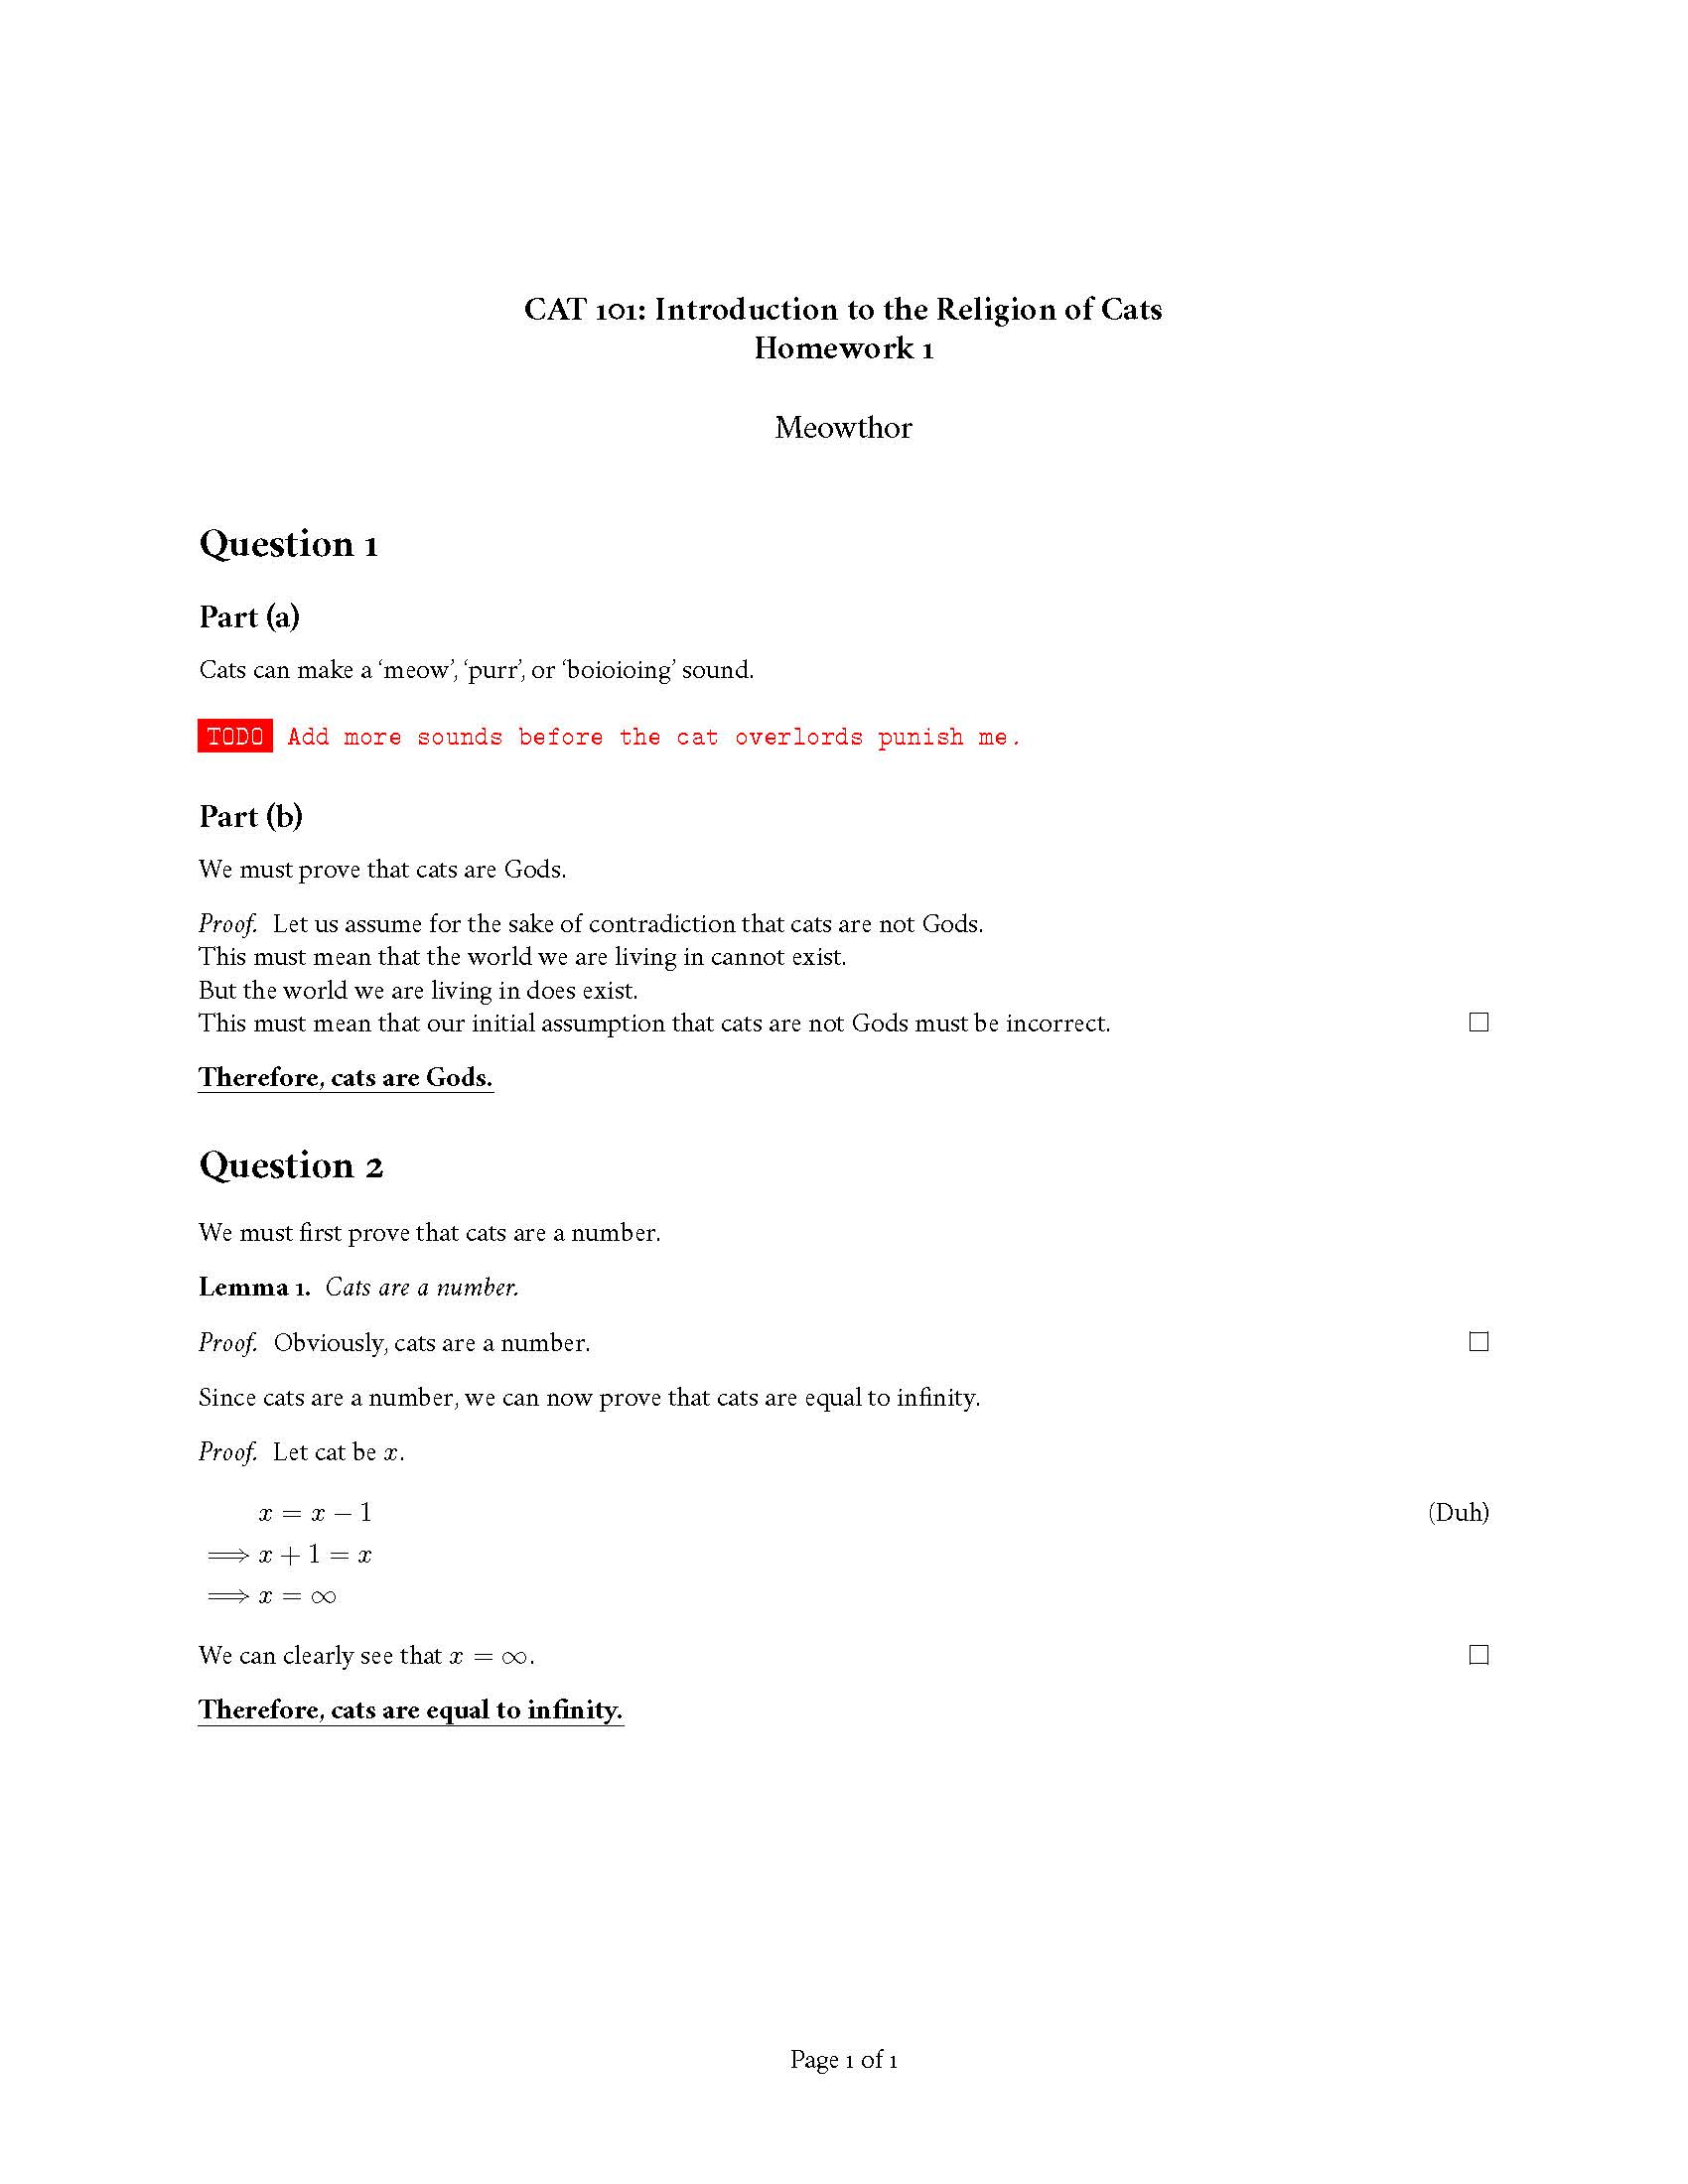 CAT 101: Introduction to the Religion of Cats
Homework 1
Meowthor
Question 1
Part (a)
Cats can make a ‘meow’, ‘purr’, or ‘boioioing’ sound.
TODO Add more sounds before the cat overlords punish me.
Part (b)
We must prove that cats are Gods.
Proof. Let us assume for the sake of contradiction that cats are not Gods.
This must mean that the world we are living in cannot exist.
But the world we are living in does exist.
This must mean that our initial assumption that cats are not Gods must be incorrect. □
Therefore, cats are Gods.
Question 2
We must first prove that cats are a number.
Lemma 1. Cats are a number.
Proof. Obviously, cats are a number. □
Since cats are a number, we can now prove that cats are equal to infinity.
Proof. Let cat be x.
x = x − 1 (Duh)
⟹ x + 1 = x
⟹ x = ∞
We can clearly see that x = ∞. □
Therefore, cats are equal to infinity.
Page 1 of 1